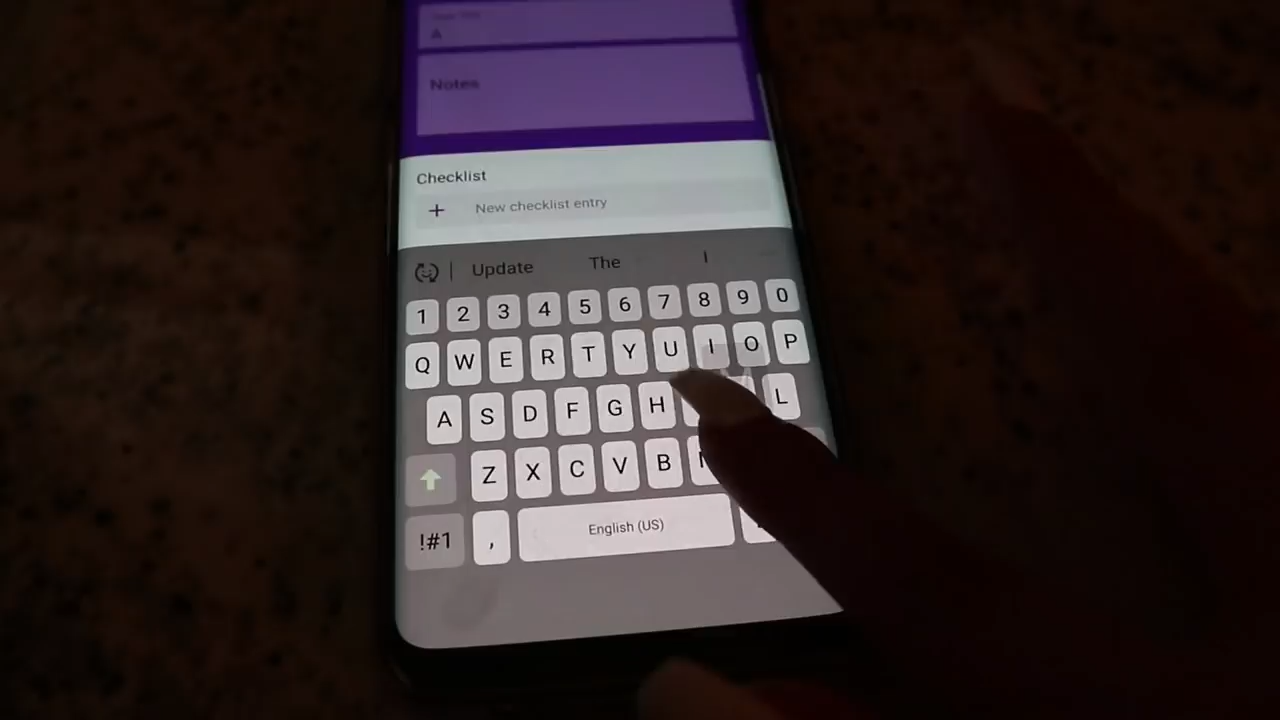 A
Notes
Checklist
+ New checklist entry
Update The I
1 2 3 4 5 6 7 8 9 0
Q W E R T Y U I O P
A S D F G H L
Z X C V B
!#1 , English (US)